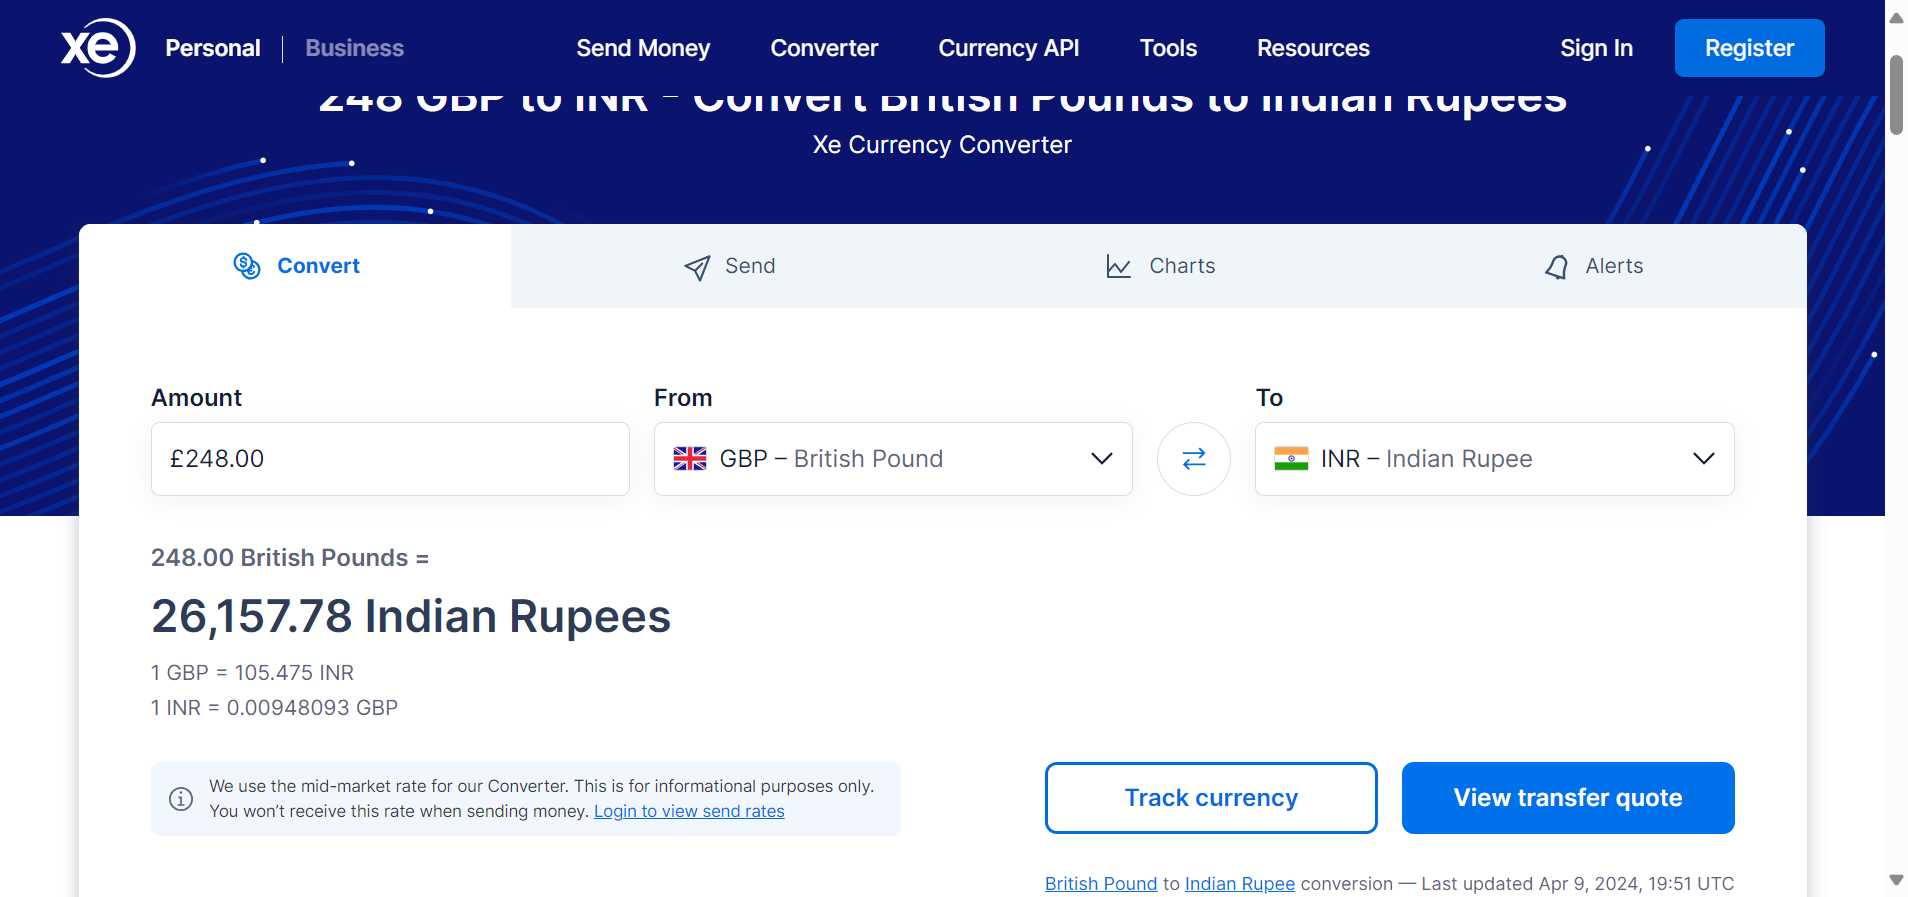 xe Personal Business Send Money Converter Currency API Tools Resources Sign In Register
248 GBP to INR - Convert British Pounds to Indian Rupees
Xe Currency Converter
Convert Send Charts Alerts
Amount From To
£248.00 GBP – British Pound INR – Indian Rupee
248.00 British Pounds =
26,157.78 Indian Rupees
1 GBP = 105.475 INR
1 INR = 0.00948093 GBP
We use the mid-market rate for our Converter. This is for informational purposes only.
You won’t receive this rate when sending money. Login to view send rates
Track currency View transfer quote
British Pound to Indian Rupee conversion — Last updated Apr 9, 2024, 19:51 UTC